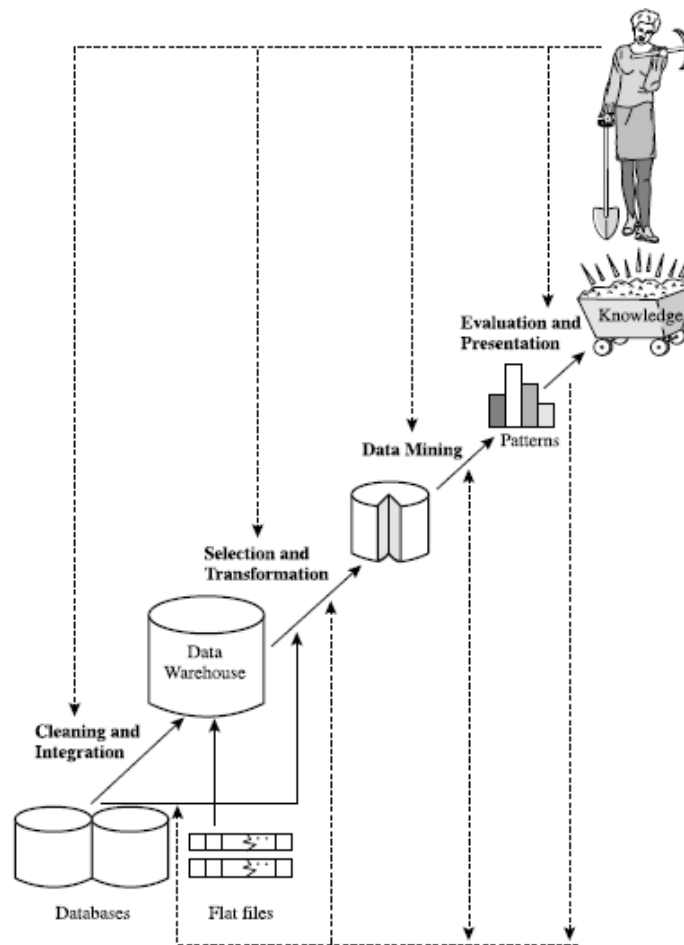 Knowledge
Evaluation and
Presentation
Patterns
Data Mining
Selection and
Transformation
Data
Warehouse
Cleaning and
Integration
Databases
Flat files